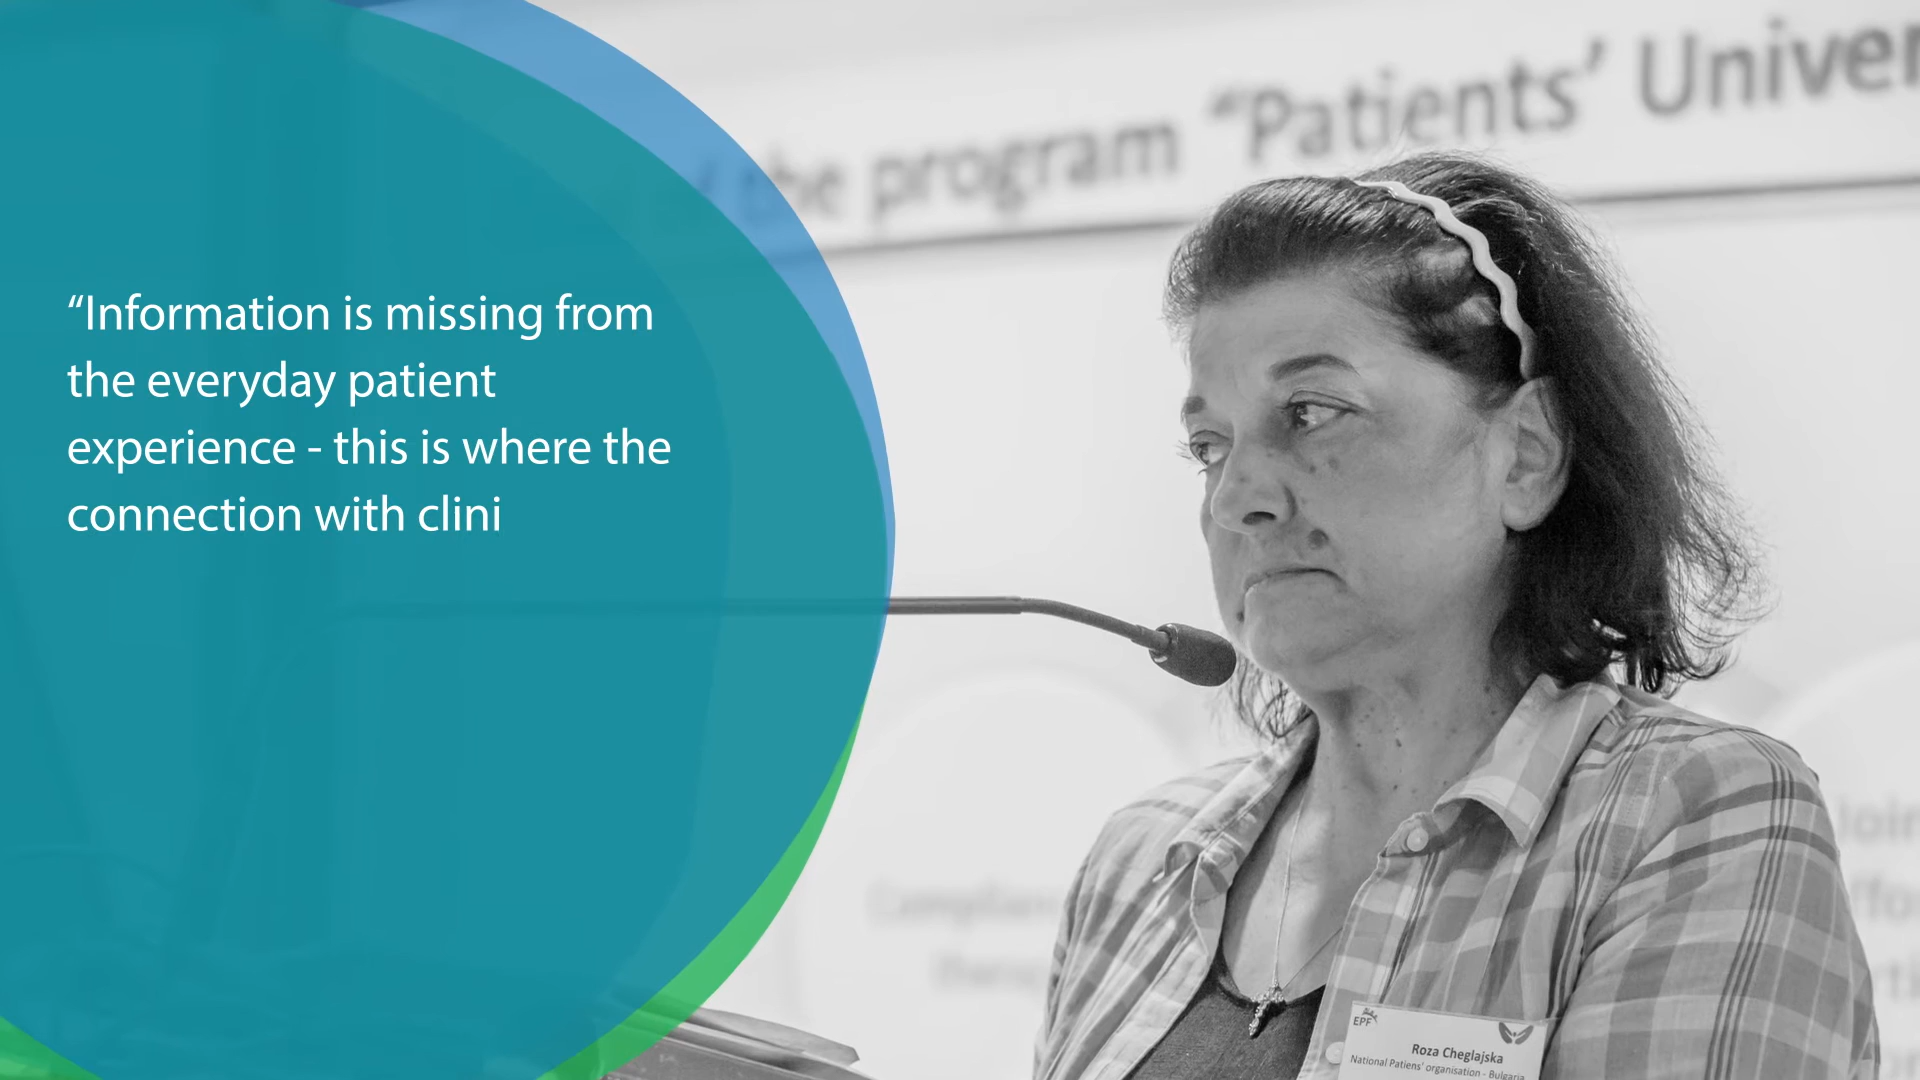 the program “Patients’ Univer
“Information is missing from
the everyday patient
experience - this is where the
connection with clini
EPF
Roza Cheglajska
National Patiens' organisation - Bulgaria